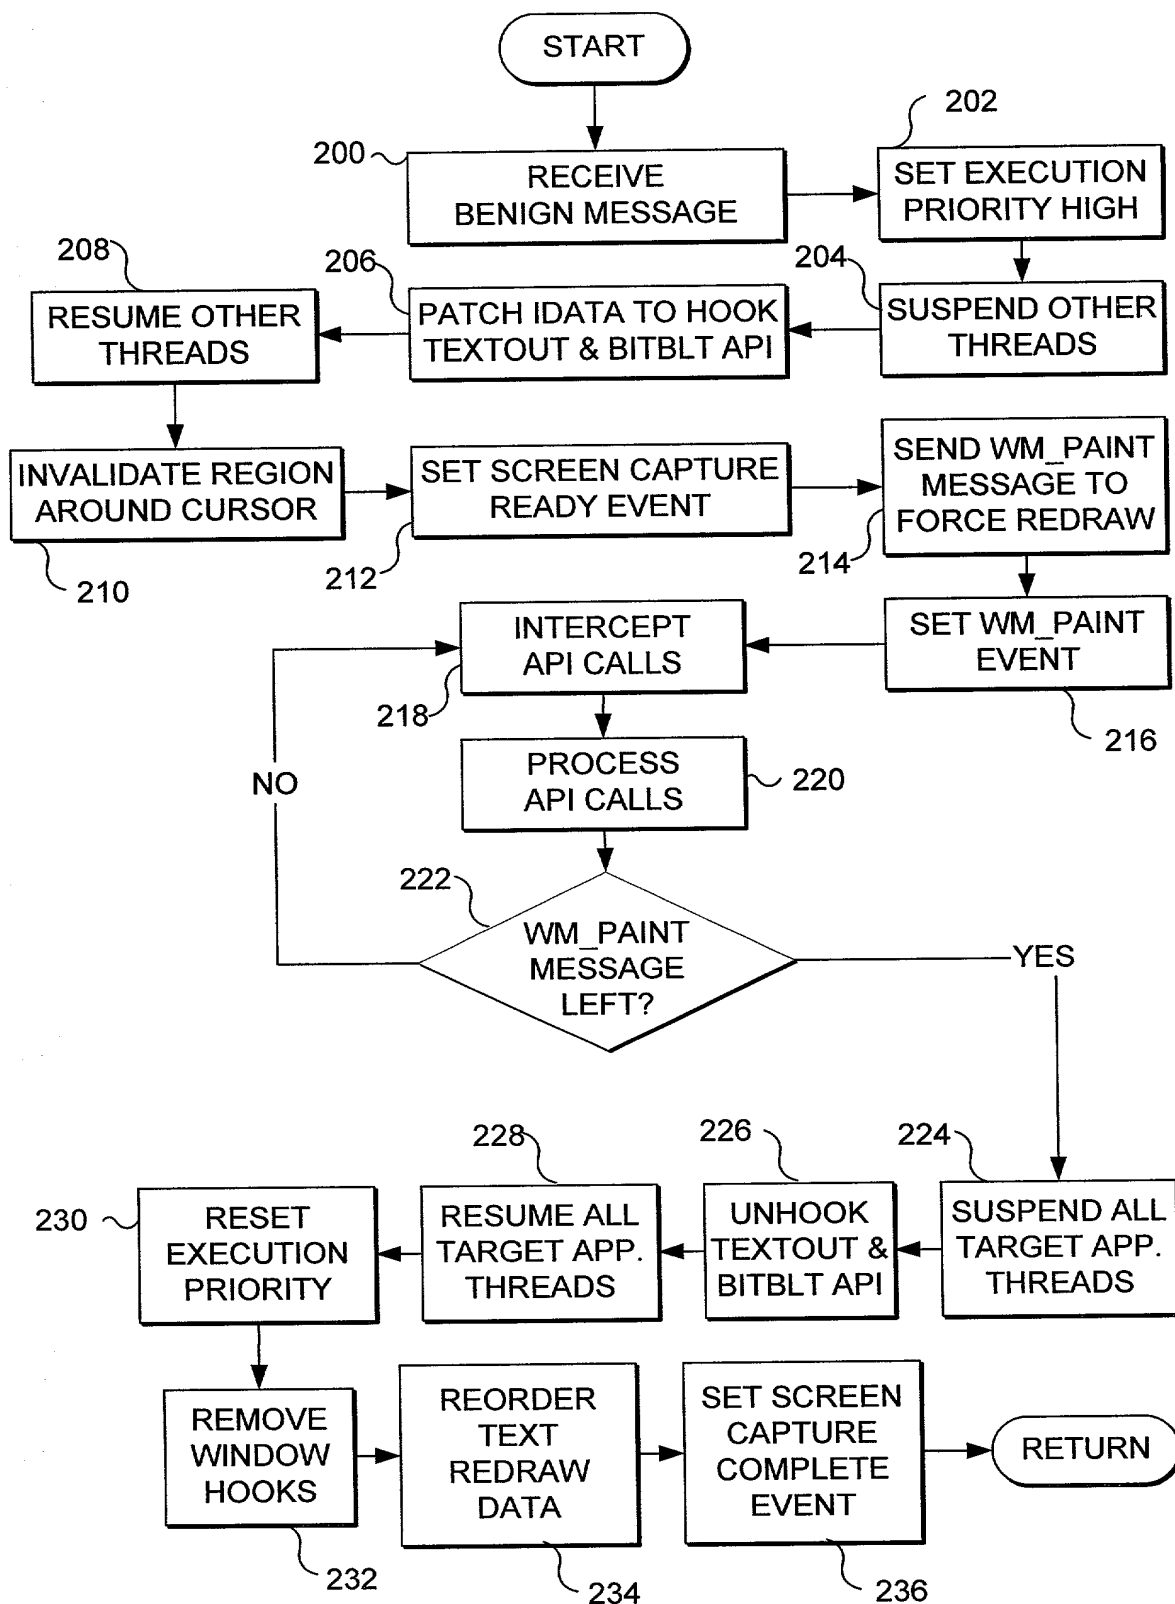 START
200
RECEIVE
BENIGN MESSAGE
202
SET EXECUTION
PRIORITY HIGH
204
SUSPEND OTHER
THREADS
206
PATCH IDATA TO HOOK
TEXTOUT & BITBLT API
208
RESUME OTHER
THREADS
INVALIDATE REGION
AROUND CURSOR
210
SET SCREEN CAPTURE
READY EVENT
212
SEND WM_PAINT
MESSAGE TO
FORCE REDRAW
214
SET WM_PAINT
EVENT
216
INTERCEPT
API CALLS
218
PROCESS
API CALLS
220
NO
222
WM_PAINT
MESSAGE
LEFT?
YES
224
SUSPEND ALL
TARGET APP.
THREADS
226
UNHOOK
TEXTOUT &
BITBLT API
228
RESUME ALL
TARGET APP.
THREADS
230
RESET
EXECUTION
PRIORITY
REMOVE
WINDOW
HOOKS
232
REORDER
TEXT
REDRAW
DATA
234
SET SCREEN
CAPTURE
COMPLETE
EVENT
236
RETURN